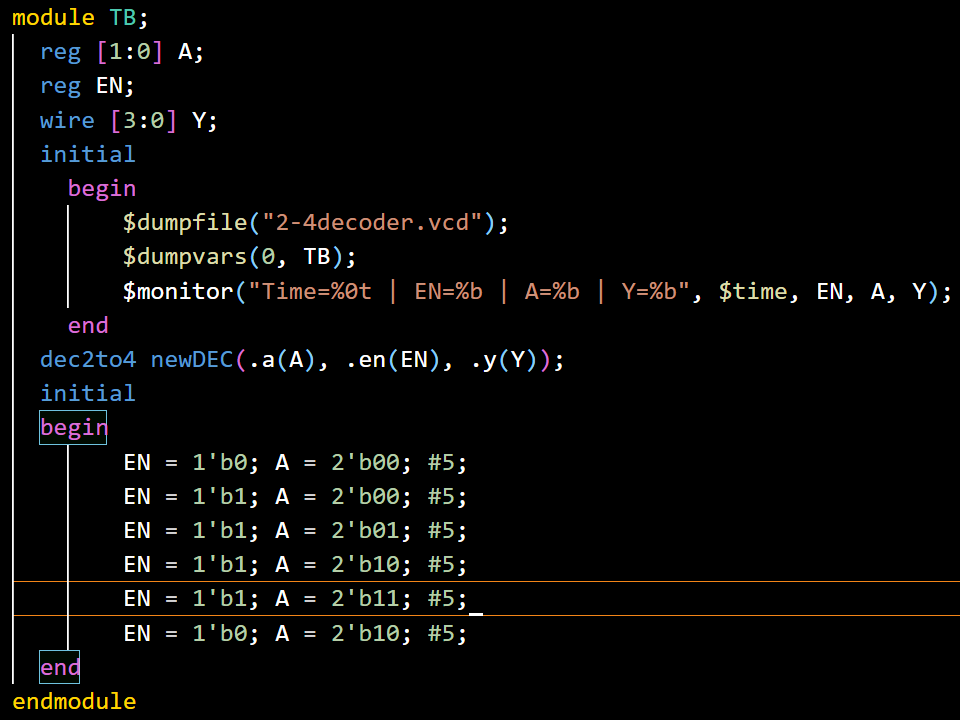 module TB;
reg [1:0] A;
reg EN;
wire [3:0] Y;
initial
begin
$dumpfile("2-4decoder.vcd");
$dumpvars(0, TB);
$monitor("Time=%0t | EN=%b | A=%b | Y=%b", $time, EN, A, Y);
end
dec2to4 newDEC(.a(A), .en(EN), .y(Y));
initial
begin
EN = 1'b0; A = 2'b00; #5;
EN = 1'b1; A = 2'b00; #5;
EN = 1'b1; A = 2'b01; #5;
EN = 1'b1; A = 2'b10; #5;
EN = 1'b1; A = 2'b11; #5;
EN = 1'b0; A = 2'b10; #5;
end
endmodule